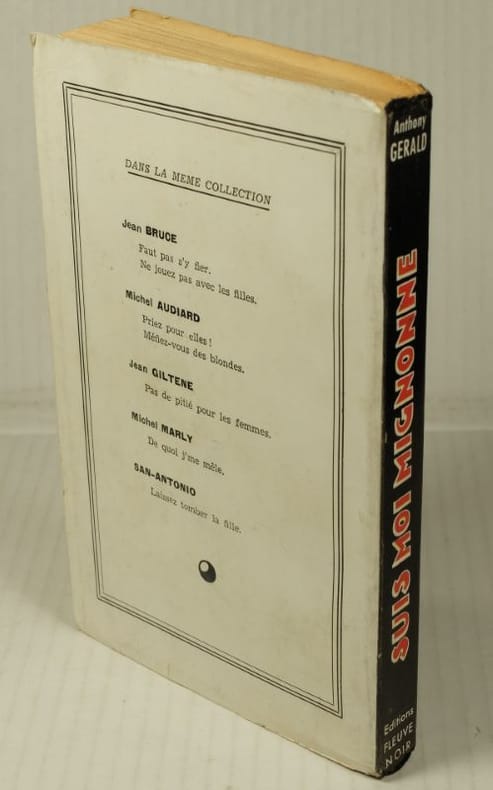 DANS LA MEME COLLECTION
Jean BRUCE
Faut pas s'y fier.
Ne jouez pas avec les filles.
Michel AUDIARD
Priez pour elles !
Méfiez-vous des blondes.
Jean GILTENE
Pas de pitié pour les femmes.
Michel MARLY
De quoi j'me mêle.
SAN-ANTONIO
Laissez tomber la fille.
Anthony
GERALD
SUIS MOI MIGNONNE
Editions
FLEUVE
NOIR